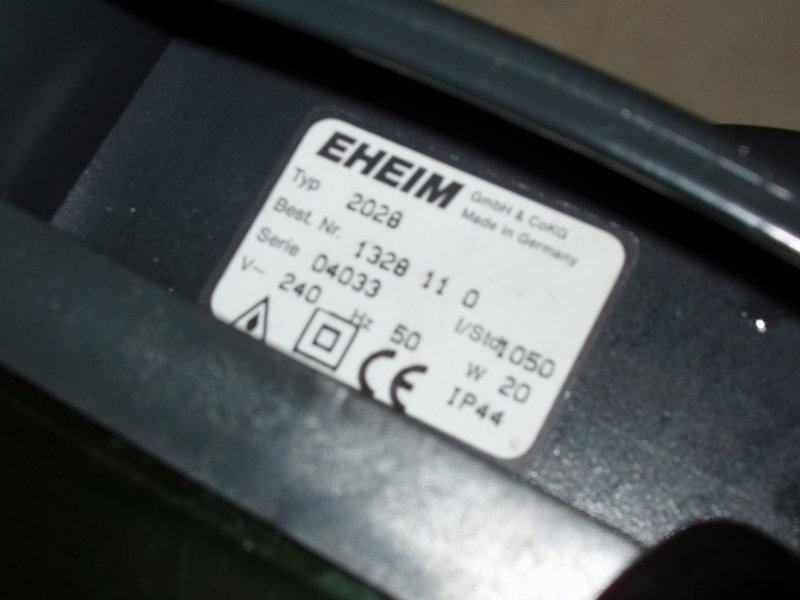 EHEIM GmbH & CoKG
Made in Germany
Typ 2028
Best. Nr. 1328 11 0
Serie 04033 l/Std 1050
V~ 240 Hz 50 W 20
CE IP44